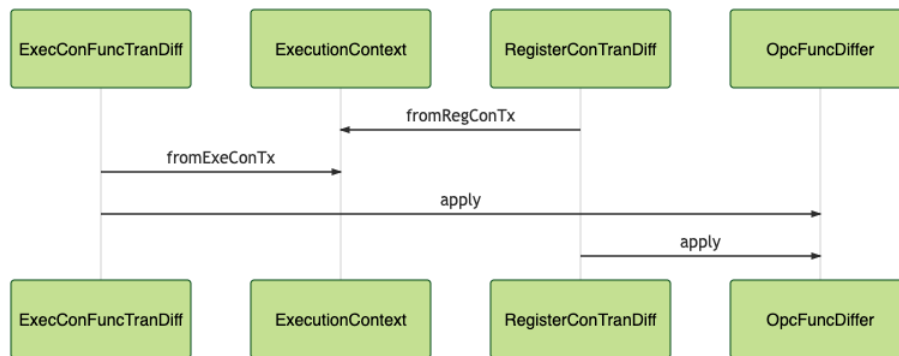 ExecConFuncTranDiff
ExecutionContext
RegisterConTranDiff
OpcFuncDiffer
fromRegConTx
fromExeConTx
apply
apply
ExecConFuncTranDiff
ExecutionContext
RegisterConTranDiff
OpcFuncDiffer